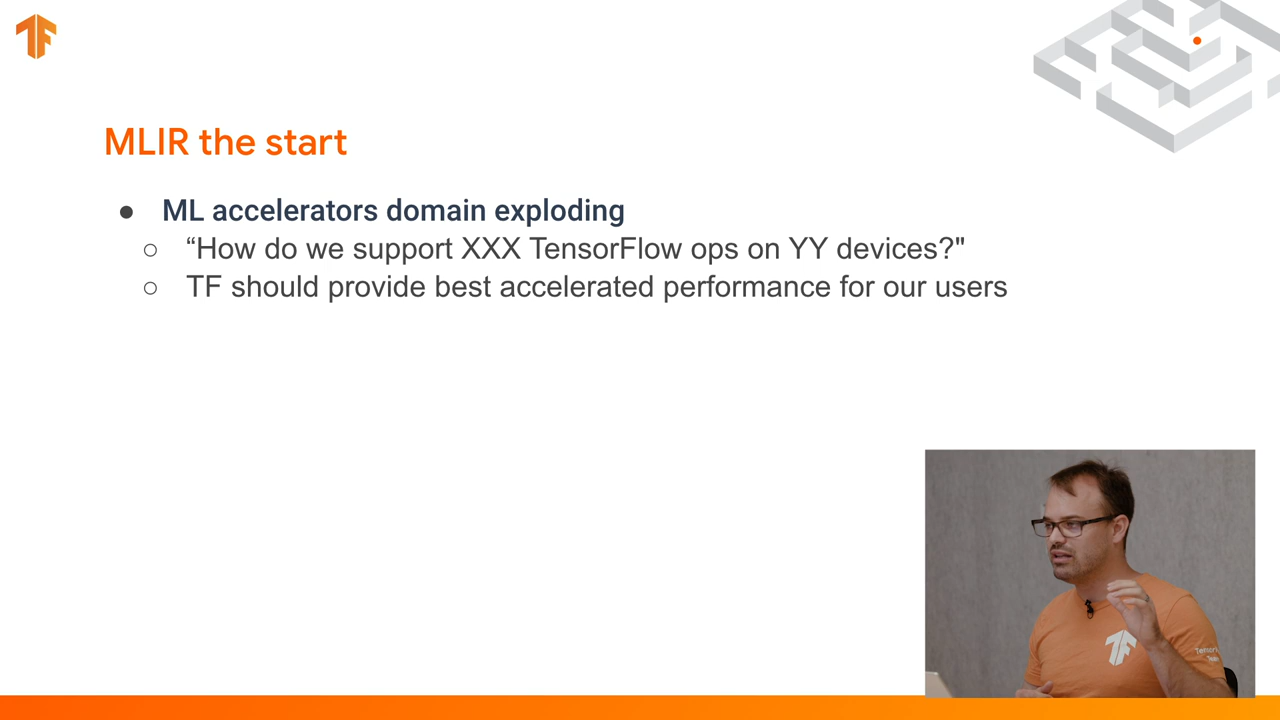 MLIR the start
● ML accelerators domain exploding
○ “How do we support XXX TensorFlow ops on YY devices?"
○ TF should provide best accelerated performance for our users